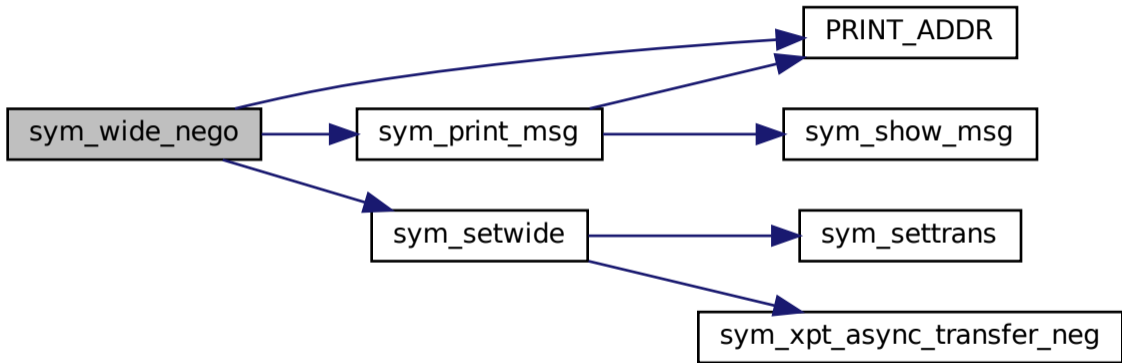 PRINT_ADDR
sym_wide_nego
sym_print_msg
sym_show_msg
sym_setwide
sym_settrans
sym_xpt_async_transfer_neg